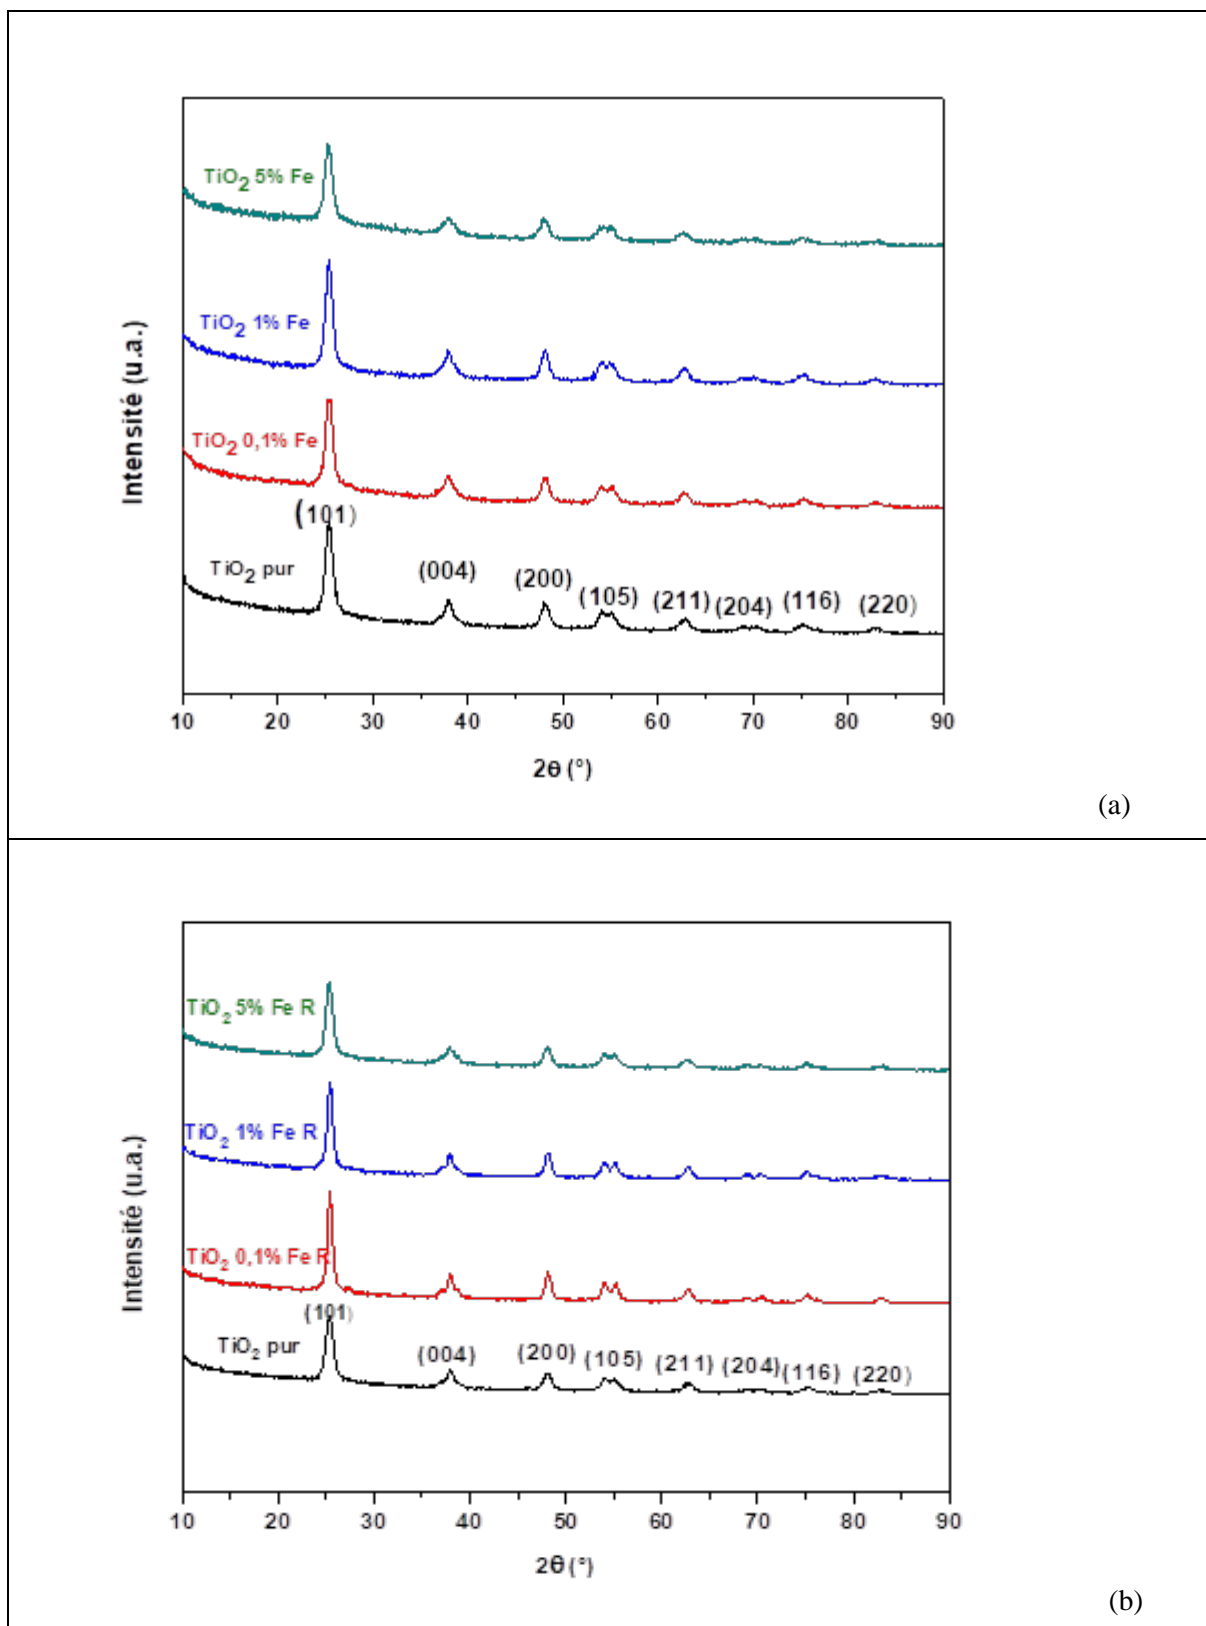 TiO2 5% Fe
TiO2 1% Fe
TiO2 0,1% Fe
(101)
TiO2 pur
(004)
(200)
(105)
(211)
(204)
(116)
(220)
Intensité (u.a.)
10 20 30 40 50 60 70 80 90
2θ (°)
(a)
TiO2 5% Fe R
TiO2 1% Fe R
TiO2 0,1% Fe R
(101)
TiO2 pur
(004)
(200)
(105)
(211)
(204)
(116)
(220)
Intensité (u.a.)
10 20 30 40 50 60 70 80 90
2θ (°)
(b)